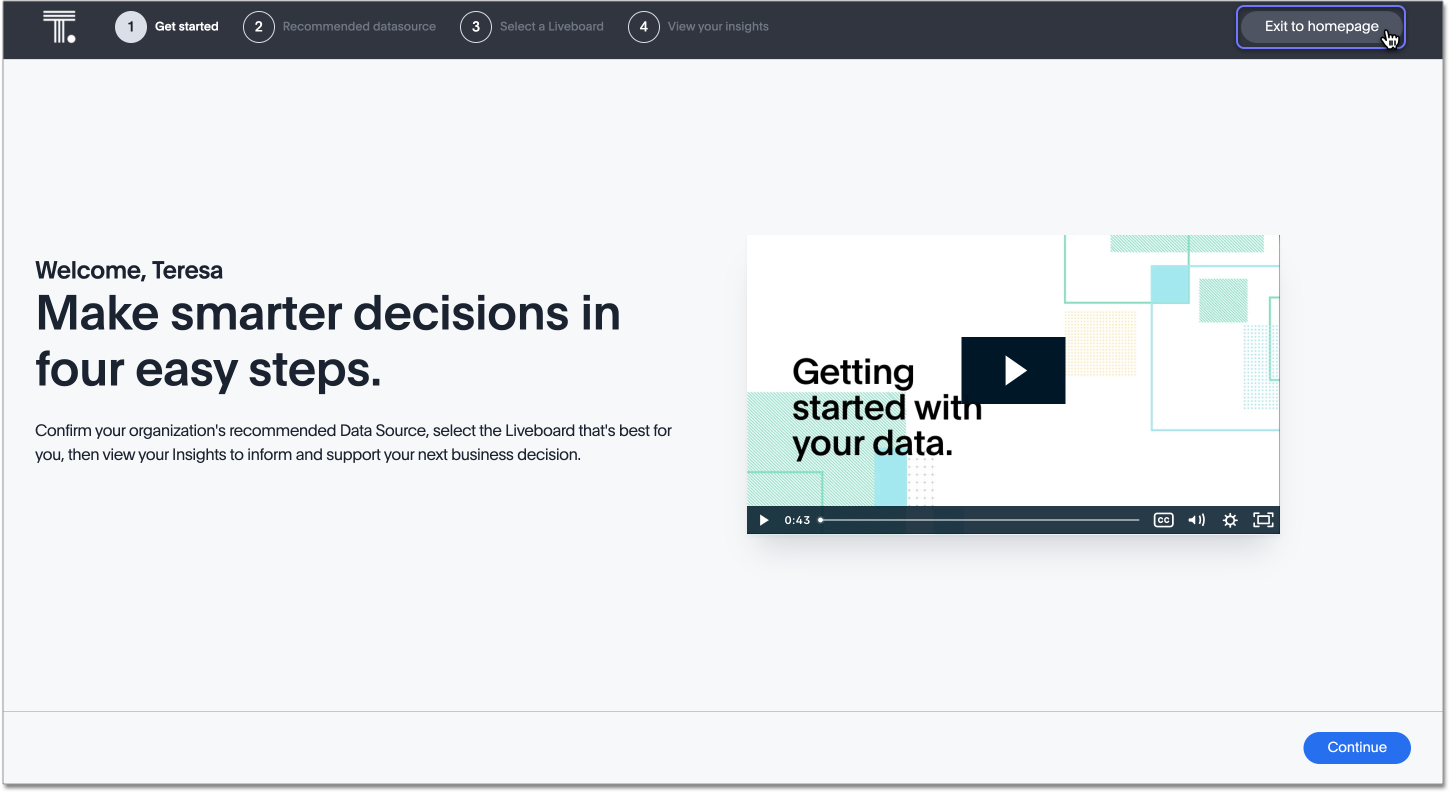 T.
1 Get started 2 Recommended datasource 3 Select a Liveboard 4 View your insights Exit to homepage
Welcome, Teresa
Make smarter decisions in
four easy steps.
Confirm your organization's recommended Data Source, select the Liveboard that's best for
you, then view your Insights to inform and support your next business decision.
Getting
started with
your data.
0:43 CC
Continue